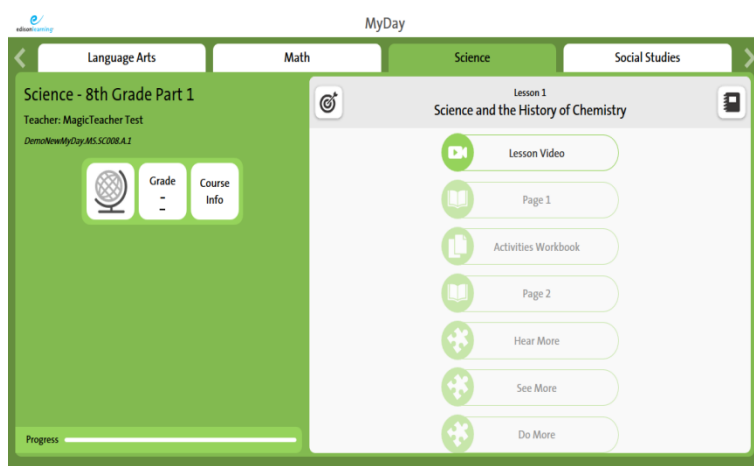 edisonlearning
MyDay
Language Arts
Math
Science
Social Studies
Science - 8th Grade Part 1
Teacher: MagicTeacher Test
DemoNewMyDay.MS.SC008.A.1
Grade
- -
Course
Info
Progress
Lesson 1
Science and the History of Chemistry
Lesson Video
Page 1
Activities Workbook
Page 2
Hear More
See More
Do More